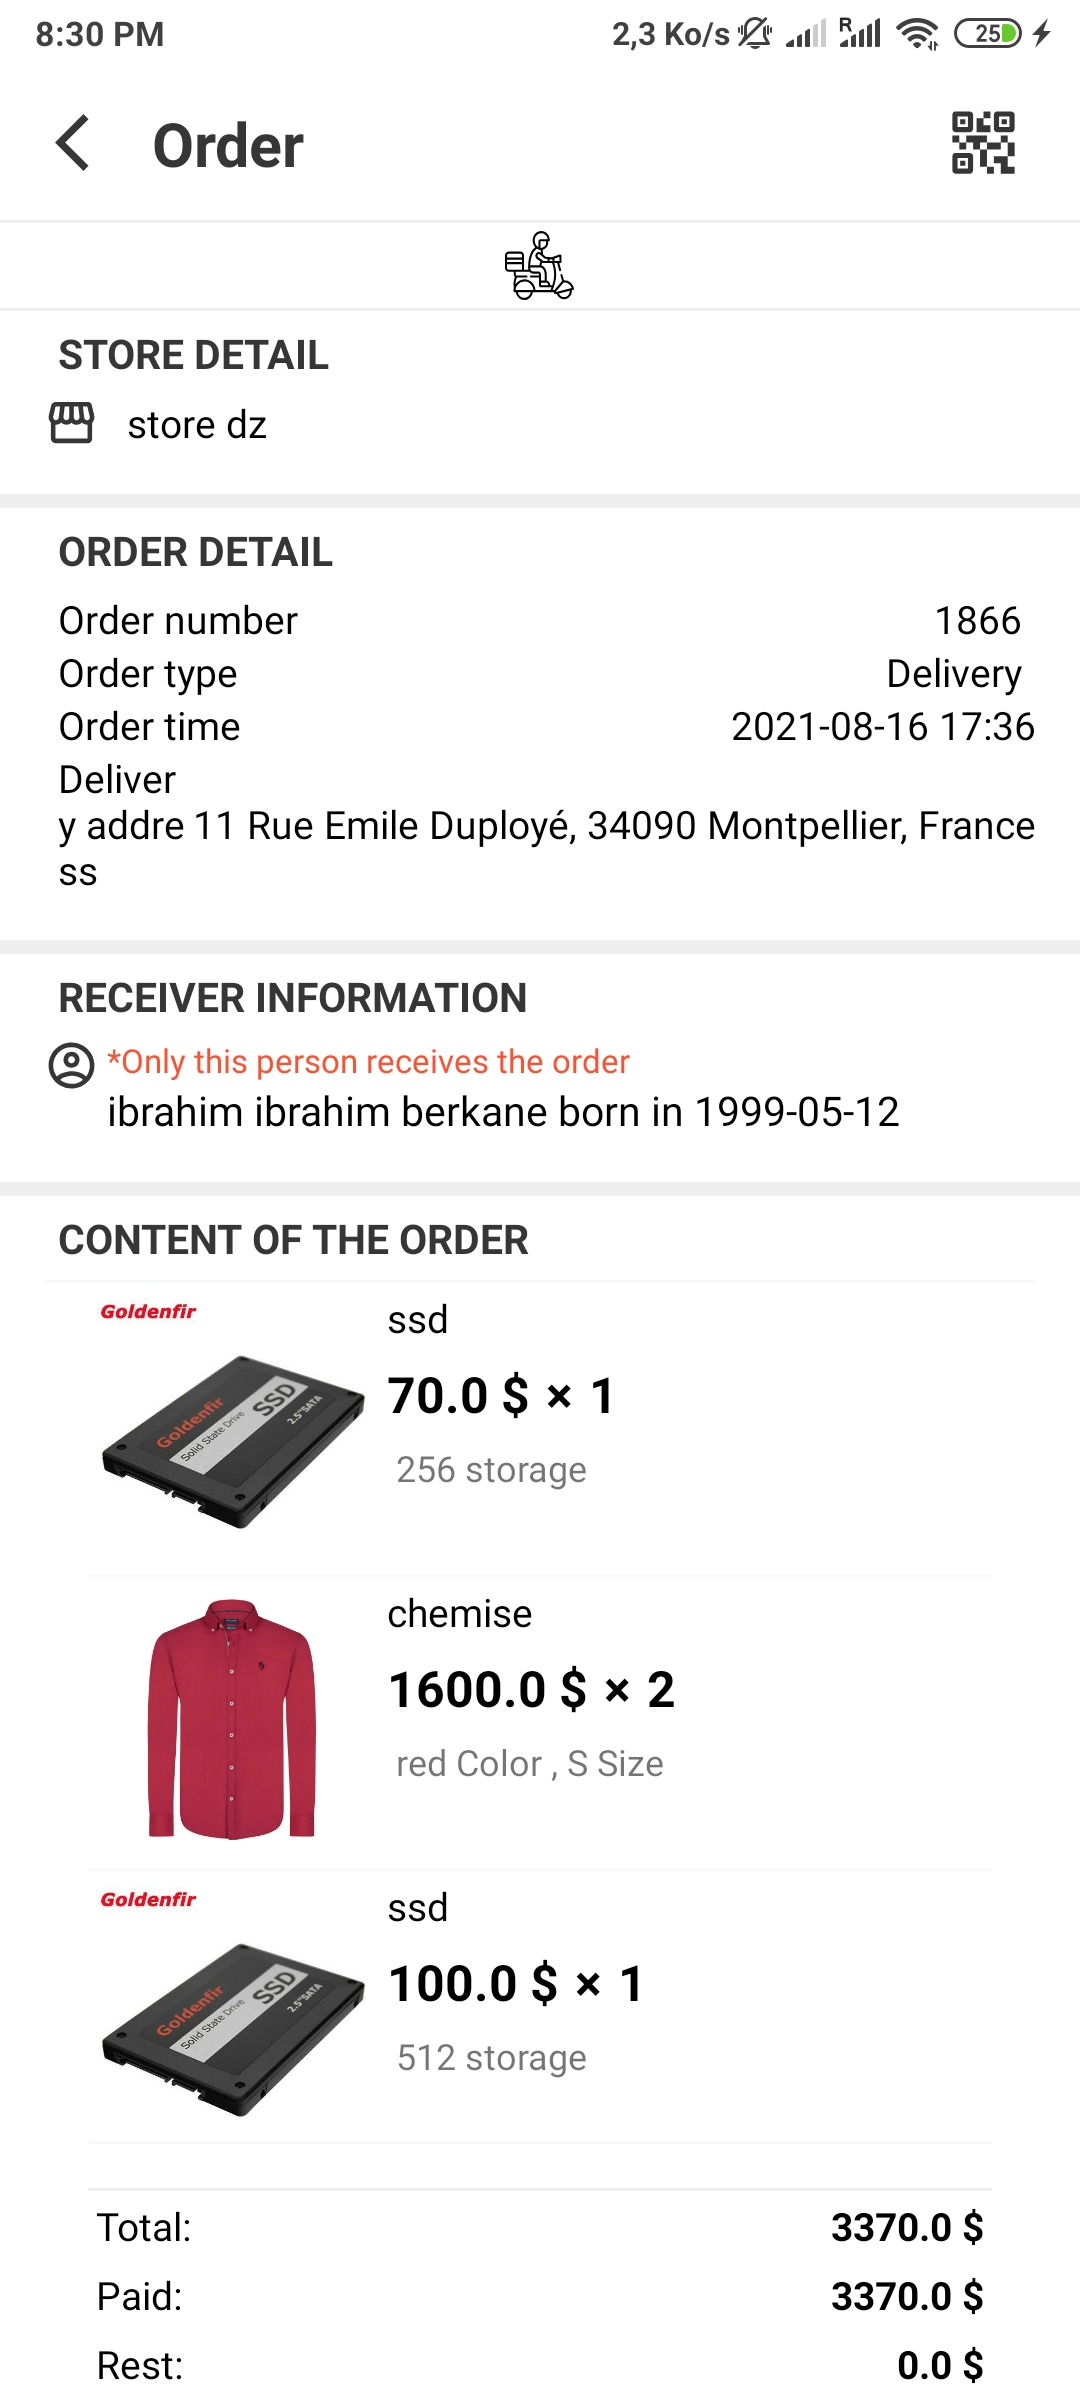 8:30 PM 2,3 Ko/s R 25
Order
STORE DETAIL
store dz
ORDER DETAIL
Order number 1866
Order type Delivery
Order time 2021-08-16 17:36
Deliver
y addre 11 Rue Emile Duployé, 34090 Montpellier, France
ss
RECEIVER INFORMATION
*Only this person receives the order
ibrahim ibrahim berkane born in 1999-05-12
CONTENT OF THE ORDER
Goldenfir
Goldenfir
Solid State Drive
SSD
2.5"SATA
ssd
70.0 $ × 1
256 storage
chemise
1600.0 $ × 2
red Color , S Size
Goldenfir
Goldenfir
Solid State Drive
SSD
2.5"SATA
ssd
100.0 $ × 1
512 storage
Total: 3370.0 $
Paid: 3370.0 $
Rest: 0.0 $